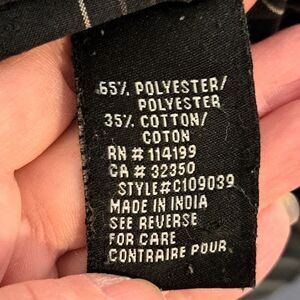 65% POLYESTER/
POLYESTER
35% COTTON/
COTON
RN # 114199
CA # 32350
STYLE#C109039
MADE IN INDIA
SEE REVERSE
FOR CARE
CONTRAIRE POUR